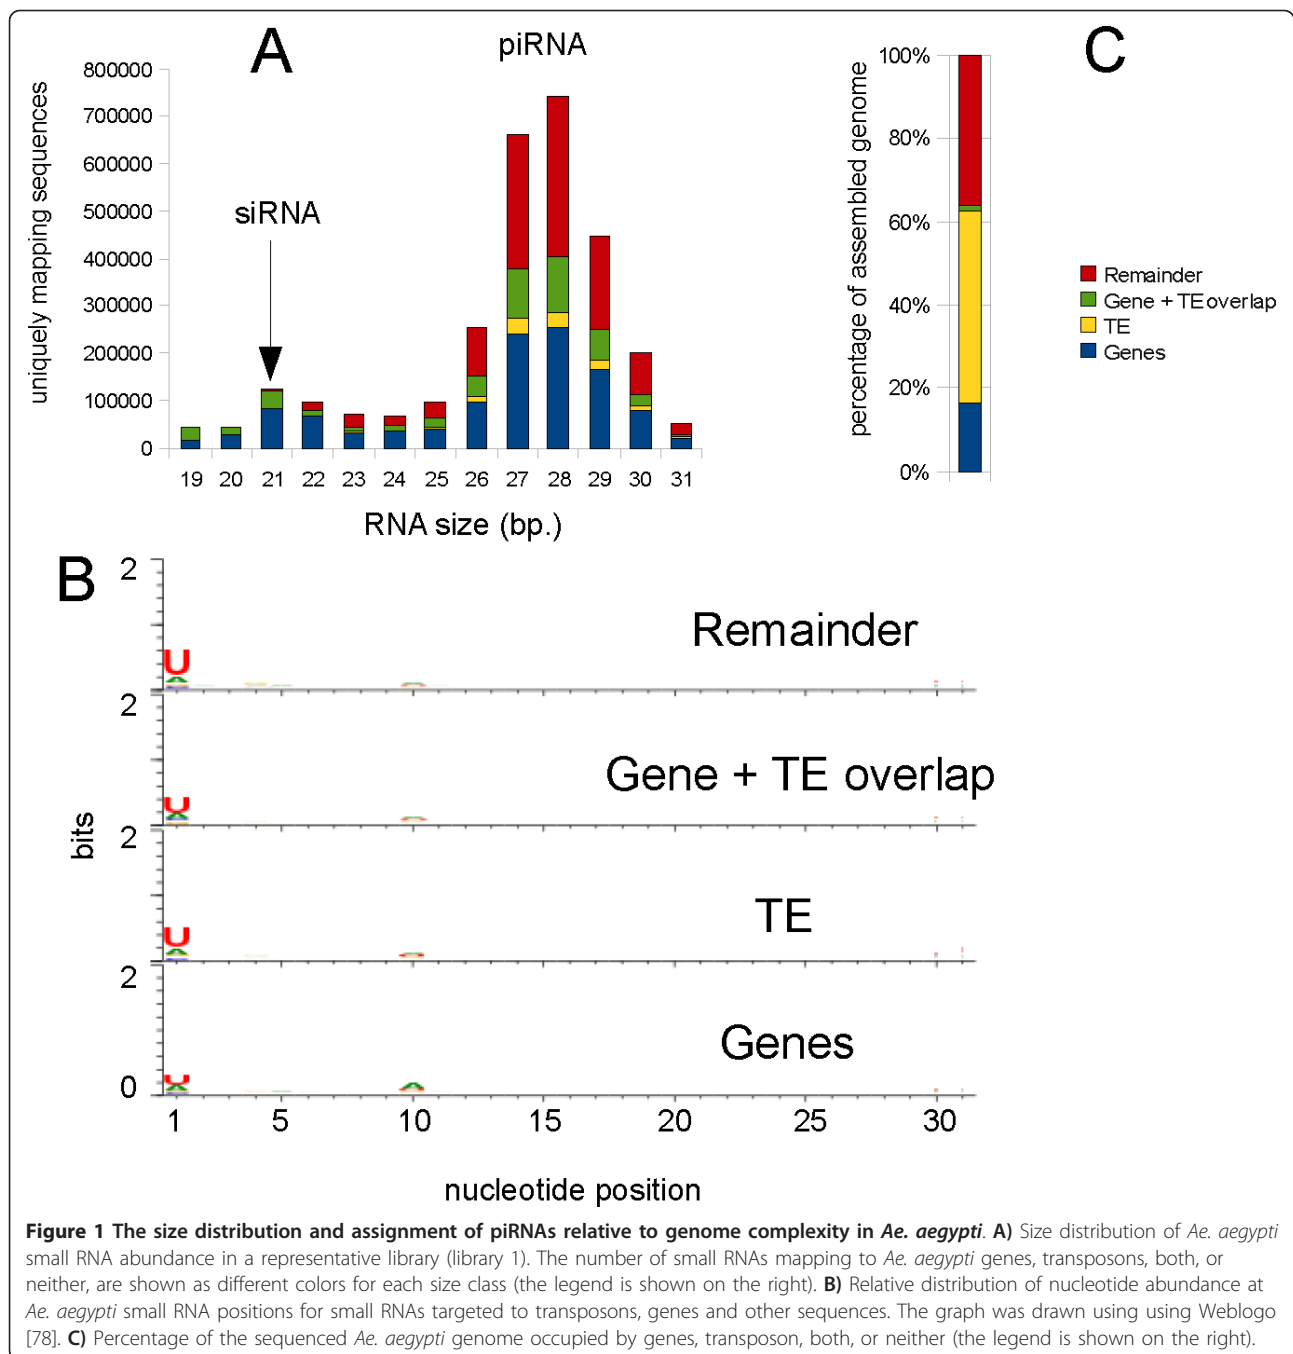 A
piRNA
C
uniquely mapping sequences
800000
700000
600000
500000
400000
300000
200000
100000
0
siRNA
19 20 21 22 23 24 25 26 27 28 29 30 31
RNA size (bp.)
percentage of assembled genome
100%
80%
60%
40%
20%
0%
Remainder
Gene + TE overlap
TE
Genes
B
bits
2
Remainder
U
A
2
Gene + TE overlap
U
A
2
TE
U
A
2
Genes
U
A
A
0
1 5 10 15 20 25 30
nucleotide position
Figure 1 The size distribution and assignment of piRNAs relative to genome complexity in Ae. aegypti. A) Size distribution of Ae. aegypti
small RNA abundance in a representative library (library 1). The number of small RNAs mapping to Ae. aegypti genes, transposons, both, or
neither, are shown as different colors for each size class (the legend is shown on the right). B) Relative distribution of nucleotide abundance at
Ae. aegypti small RNA positions for small RNAs targeted to transposons, genes and other sequences. The graph was drawn using using Weblogo
[78]. C) Percentage of the sequenced Ae. aegypti genome occupied by genes, transposon, both, or neither (the legend is shown on the right).